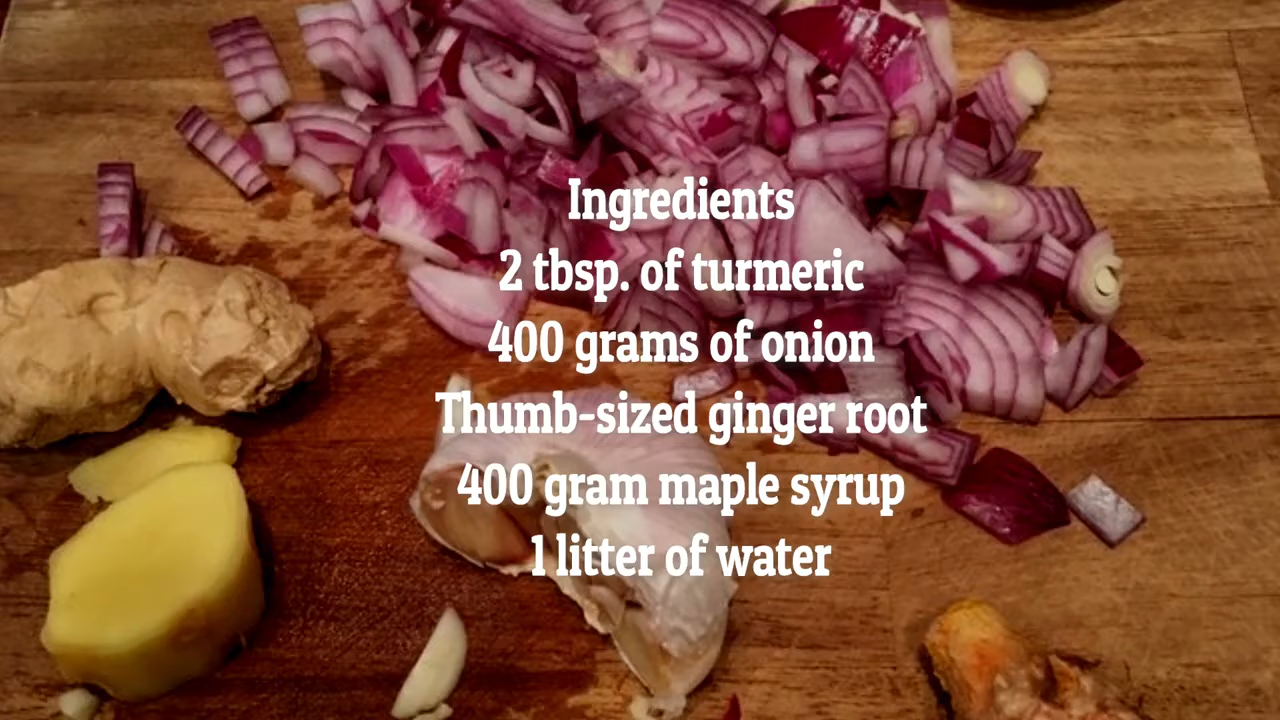 Ingredients
2 tbsp. of turmeric
400 grams of onion
Thumb-sized ginger root
400 gram maple syrup
1 litter of water